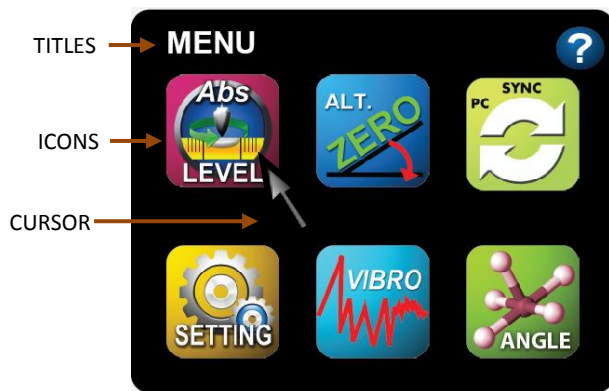 TITLES
MENU
?
ICONS
Abs
LEVEL
ALT.
ZERO
PC
SYNC
CURSOR
SETTING
VIBRO
ANGLE